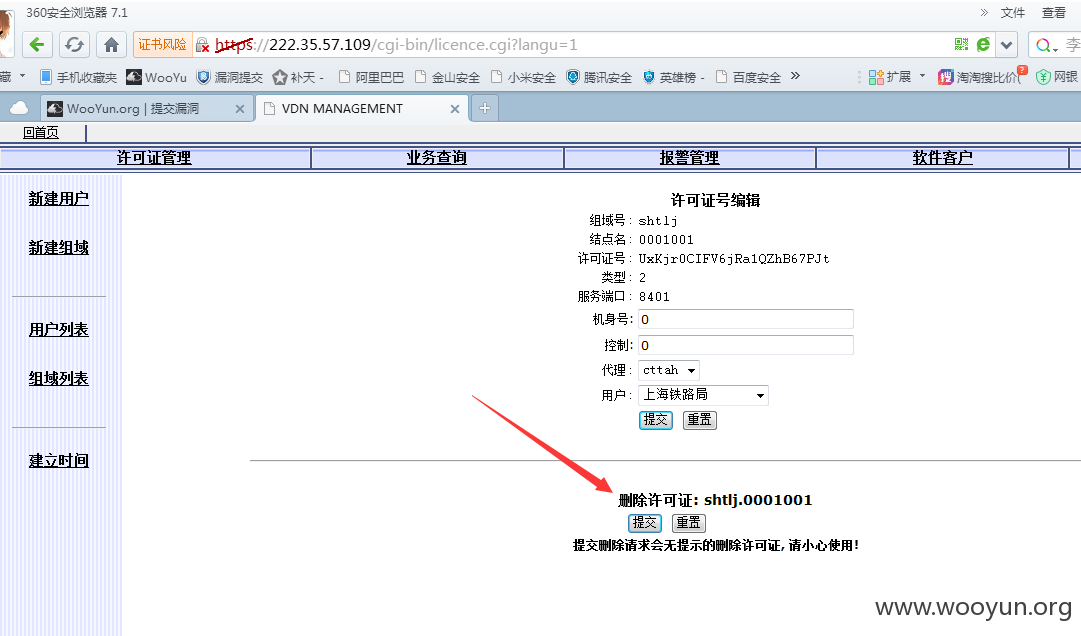 360安全浏览器 7.1
» 文件 查看
证书风险 https://222.35.57.109/cgi-bin/licence.cgi?langu=1 李
藏 手机收藏夹 WooYu 漏洞提交 补天 - 阿里巴巴 金山安全 小米安全 腾讯安全 英雄榜 - 百度安全 » 扩展 淘淘搜比价( ? 网银
WooYun.org | 提交漏洞 VDN MANAGEMENT
回首页
许可证管理 业务查询 报警管理 软件客户
新建用户
新建组域
用户列表
组域列表
建立时间
许可证号编辑
组域号: shtlj
结点名: 0001001
许可证号: UxKjr0CIFV6jRa1QZhB67PJt
类型: 2
服务端口: 8401
机身号: 0
控制: 0
代理: cttah
用户: 上海铁路局
提交 重置
删除许可证: shtlj.0001001
提交 重置
提交删除请求会无提示的删除许可证, 请小心使用!
www.wooyun.org